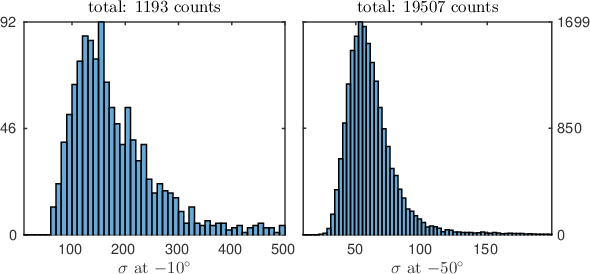 total: 1193 counts
total: 19507 counts
92
46
0
100 200 300 400 500
1699
850
0
50 100 150
σ at −10°
σ at −50°